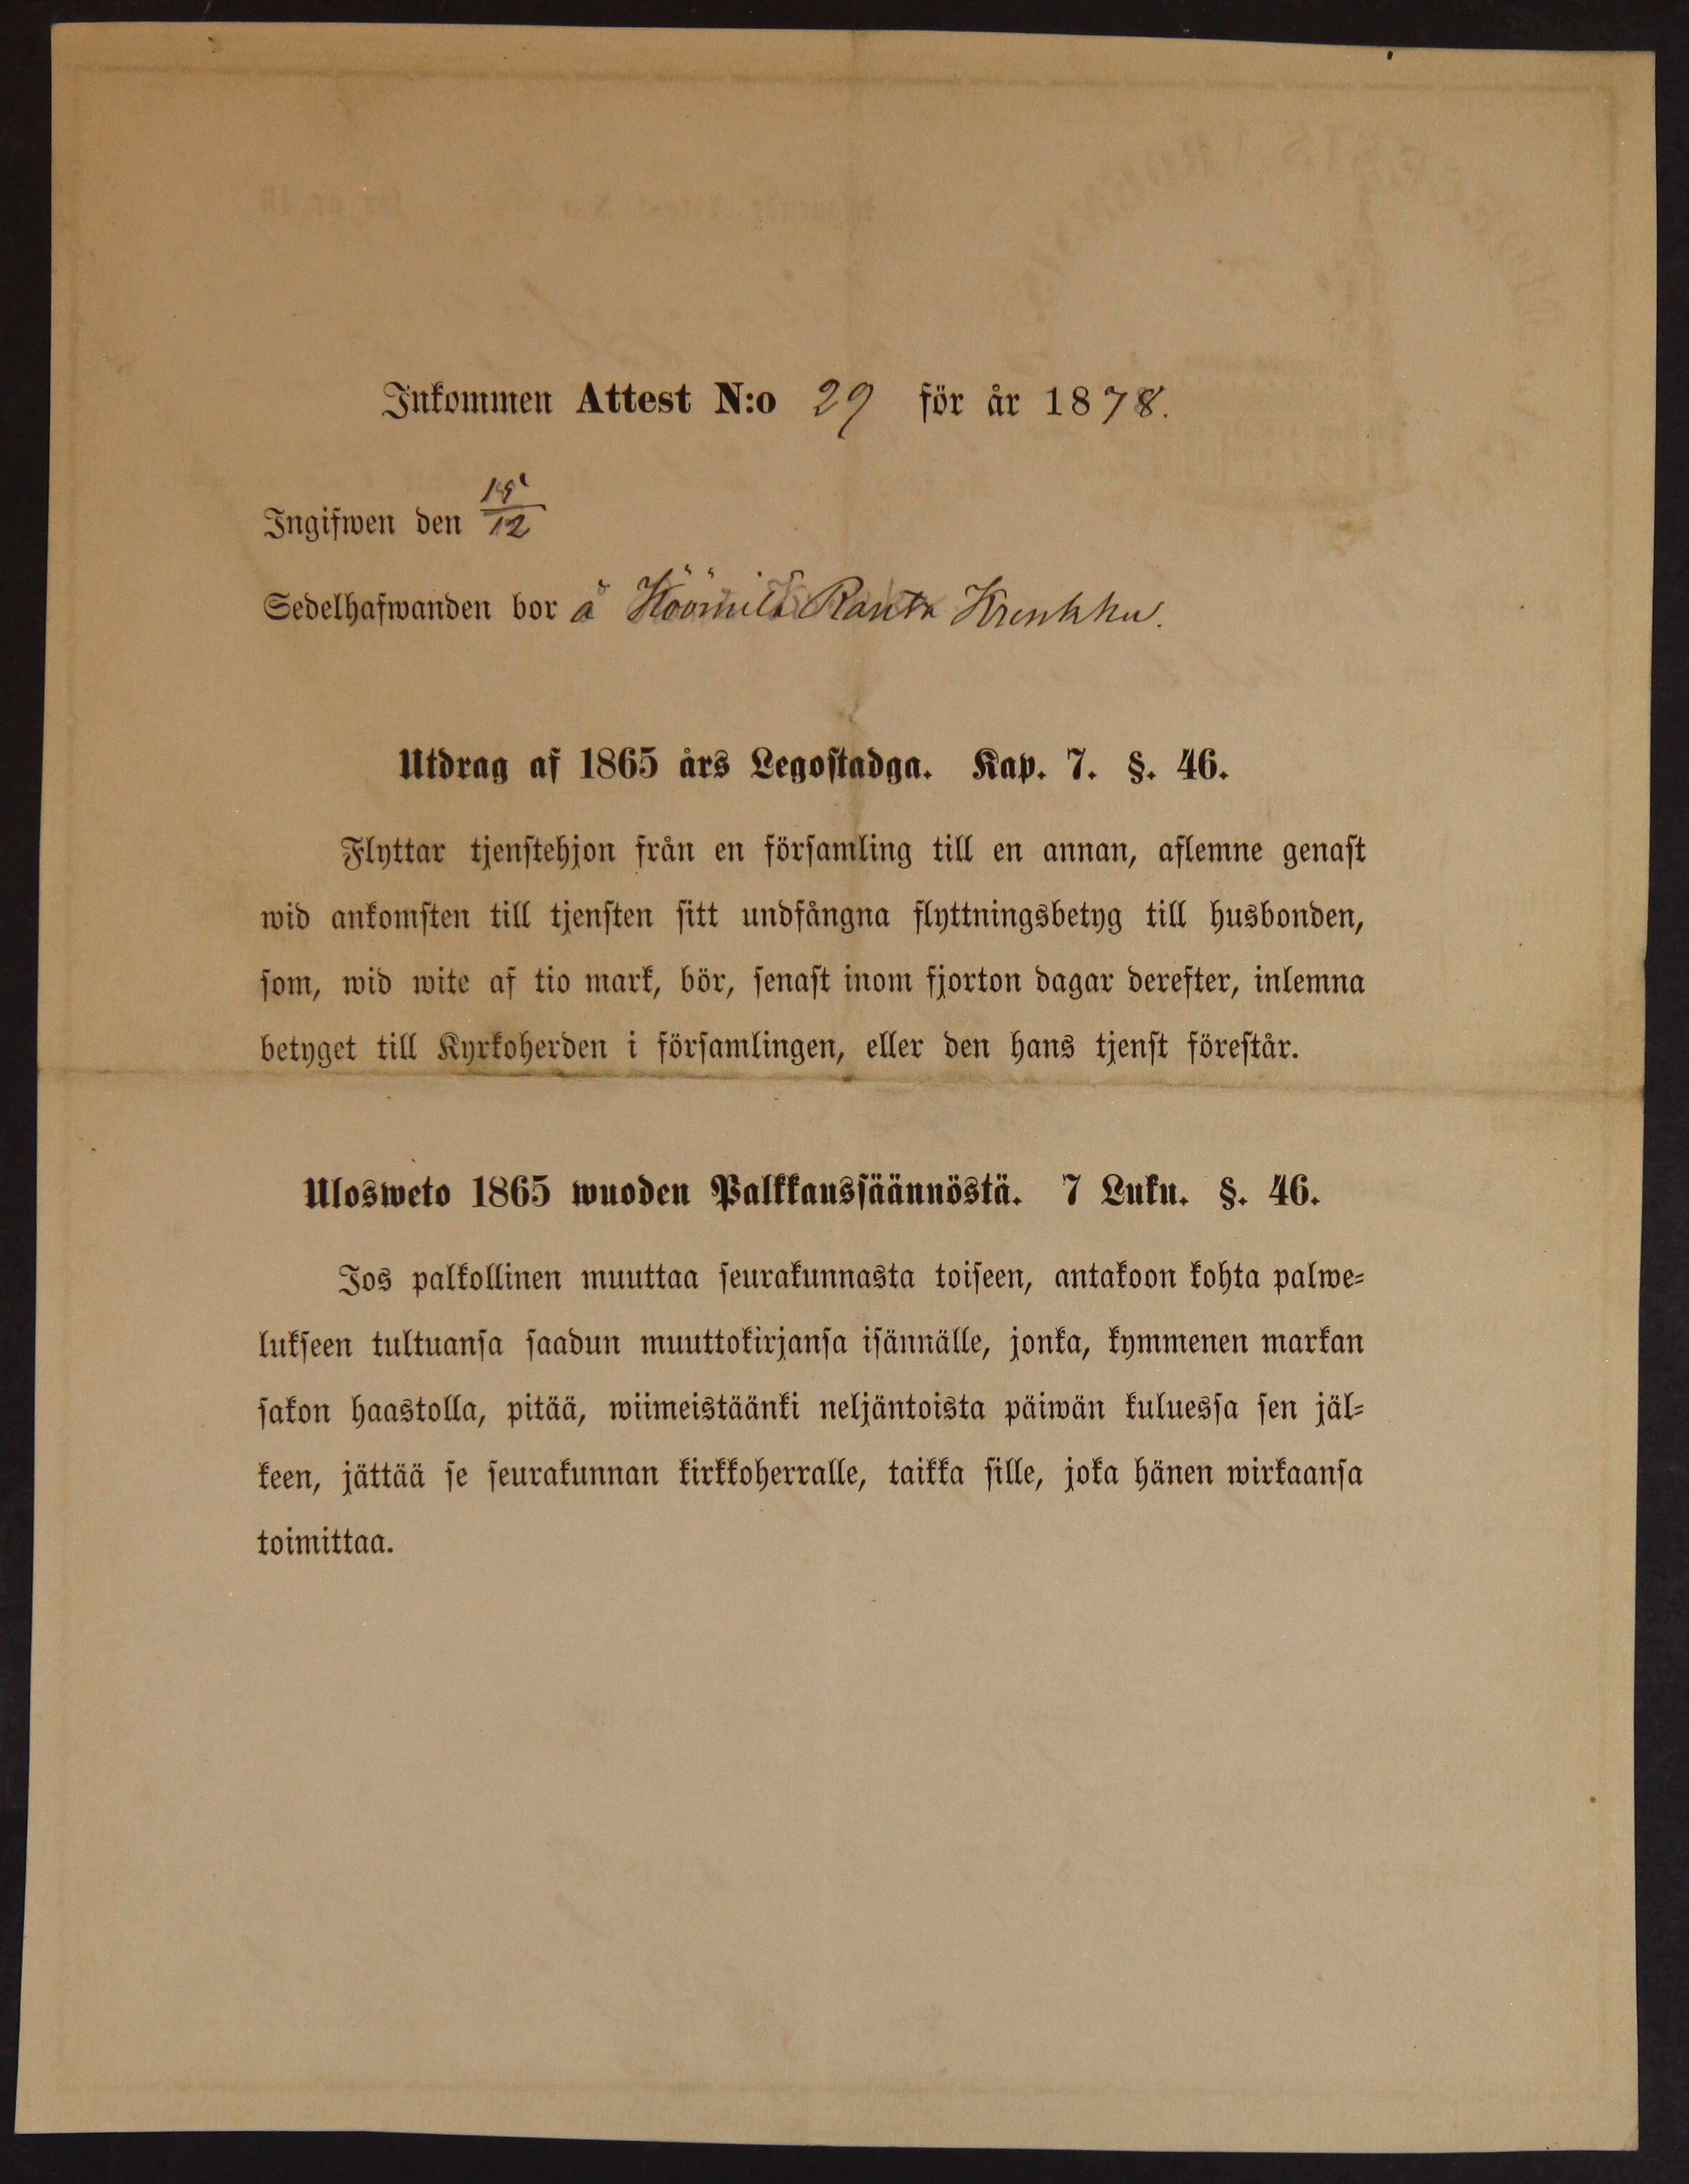 Inkommen Attest N:o 29 för år 1878.
Ingifwen den 15/12
Sedelhafwanden bor å Höömilä Ranta Krenkku.
Utdrag af 1865 års Legostadga. Kap. 7. §. 46.
Flyttar tjenstehjon från en församling till en annan, aflemne genast
wid ankomsten till tjensten sitt undfångna flyttningsbetyg till husbonden,
som, wid wite af tio mark, bör, senast inom fjorton dagar derefter, inlemna
betyget till Kyrkoherden i församlingen, eller den hans tjenst förestår.
Ulosweto 1865 wuoden Palkkaussäännöstä. 7 Luku. §. 46.
Jos palkollinen muuttaa seurakunnasta toiseen, antakoon kohta palwe-
lukseen tultuansa saadun muuttokirjansa isännälle, jonka, kymmenen markan
sakon haastolla, pitää, wiimeistäänki neljäntoista päiwän kuluessa sen jäl-
keen, jättää se seurakunnan kirkkoherralle, taikka sille, joka hänen wirkaansa
toimittaa.